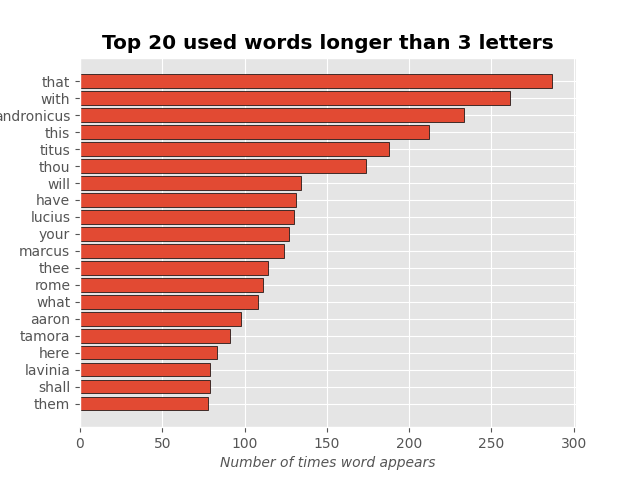 Top 20 used words longer than 3 letters
that
with
andronicus
this
titus
thou
will
have
lucius
your
marcus
thee
rome
what
aaron
tamora
here
lavinia
shall
them
0 50 100 150 200 250 300
Number of times word appears